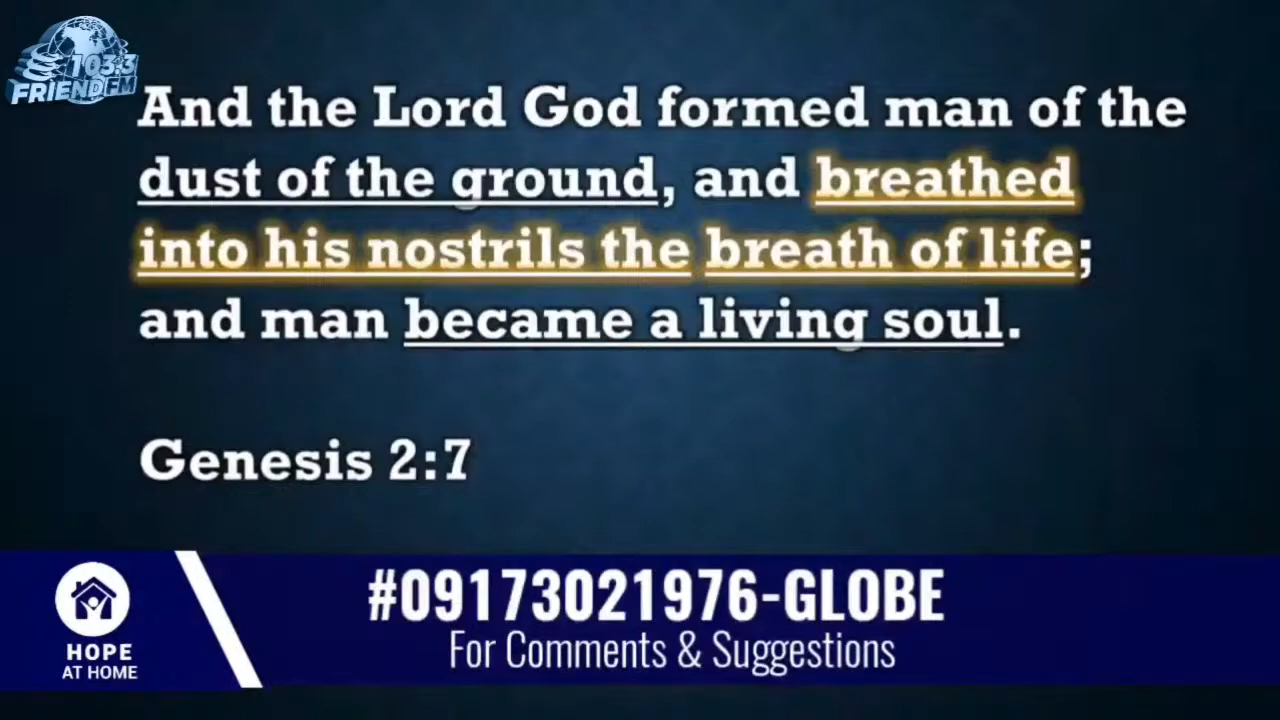 103.3
FRIEND FM
And the Lord God formed man of the
dust of the ground, and breathed
into his nostrils the breath of life;
and man became a living soul.
Genesis 2:7
HOPE
AT HOME
#09173021976-GLOBE
For Comments & Suggestions